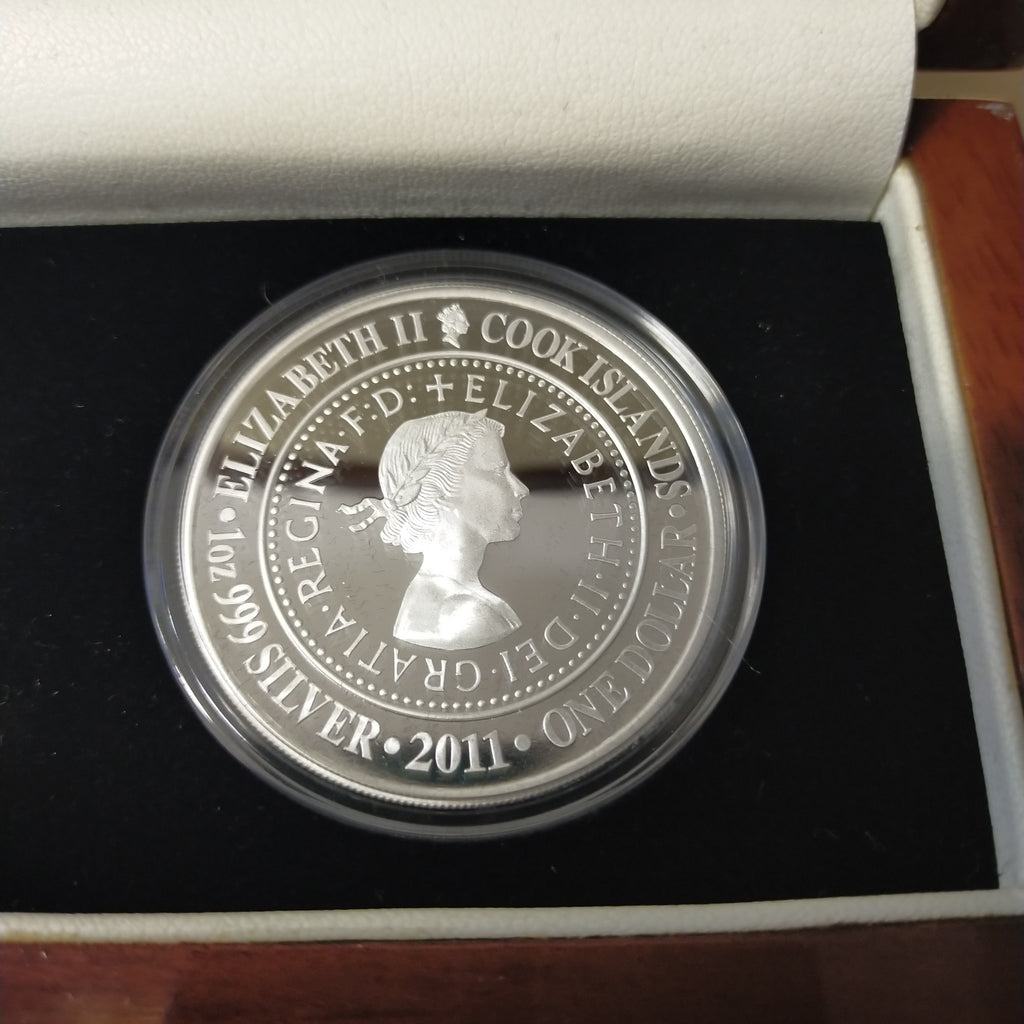 ELIZABETH II COOK ISLANDS
• ONE DOLLAR • 2011 • 999 SILVER 1oz •
+ELIZABETH·II·DEI·GRATIA·REGINA·F:D: